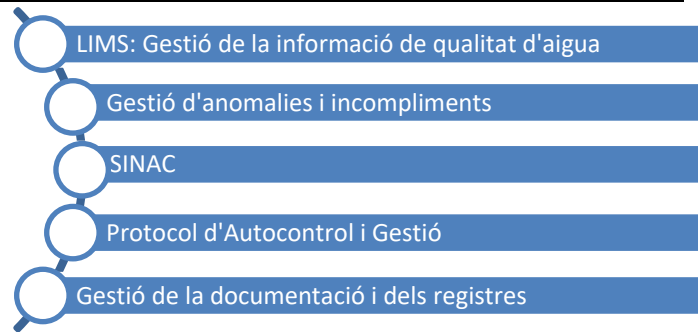 LIMS: Gestió de la informació de qualitat d'aigua
Gestió d'anomalies i incompliments
SINAC
Protocol d'Autocontrol i Gestió
Gestió de la documentació i dels registres